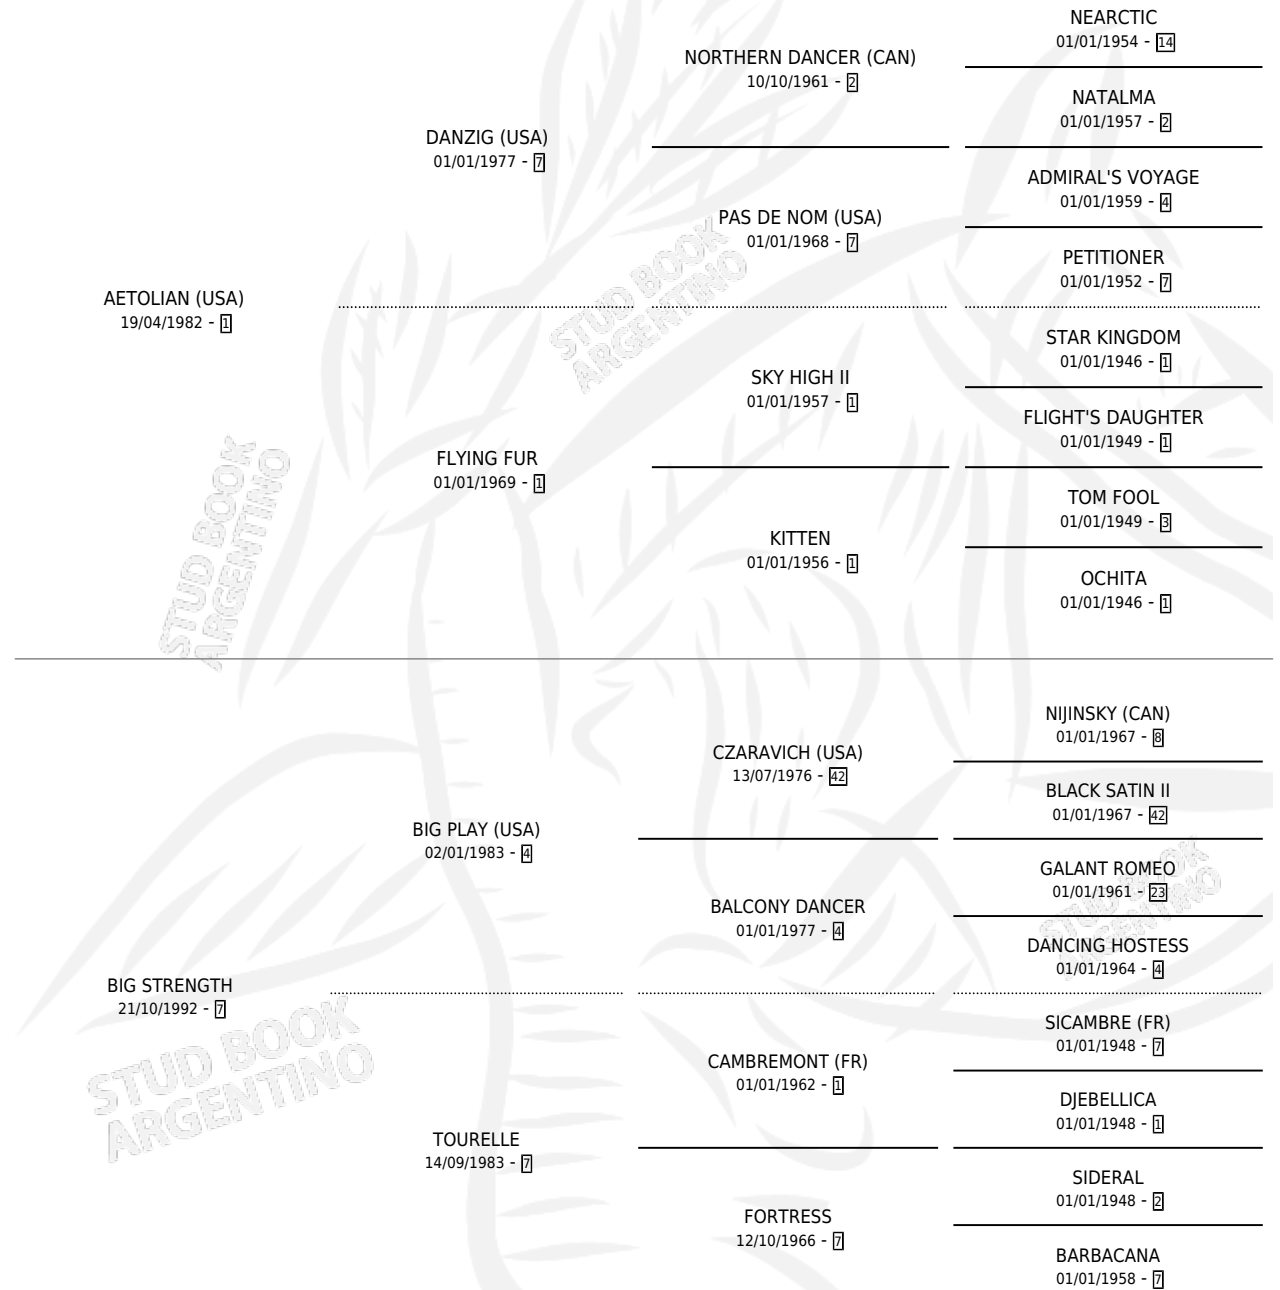 NEARCTIC
01/01/1954 - 14
NORTHERN DANCER (CAN)
10/10/1961 - 2
NATALMA
01/01/1957 - 2
DANZIG (USA)
01/01/1977 - 7
ADMIRAL'S VOYAGE
01/01/1959 - 4
PAS DE NOM (USA)
01/01/1968 - 7
PETITIONER
01/01/1952 - 7
AETOLIAN (USA)
19/04/1982 - 1
STAR KINGDOM
01/01/1946 - 1
SKY HIGH II
01/01/1957 - 1
FLIGHT'S DAUGHTER
01/01/1949 - 1
FLYING FUR
01/01/1969 - 1
TOM FOOL
01/01/1949 - 3
KITTEN
01/01/1956 - 1
OCHITA
01/01/1946 - 1
NIJINSKY (CAN)
01/01/1967 - 8
CZARAVICH (USA)
13/07/1976 - 42
BLACK SATIN II
01/01/1967 - 42
BIG PLAY (USA)
02/01/1983 - 4
GALANT ROMEO
01/01/1961 - 23
BALCONY DANCER
01/01/1977 - 4
DANCING HOSTESS
01/01/1964 - 4
BIG STRENGTH
21/10/1992 - 7
SICAMBRE (FR)
01/01/1948 - 7
CAMBREMONT (FR)
01/01/1962 - 1
DJEBELLICA
01/01/1948 - 1
TOURELLE
14/09/1983 - 7
SIDERAL
01/01/1948 - 2
FORTRESS
12/10/1966 - 7
BARBACANA
01/01/1958 - 7
STUD BOOK
ARGENTINO
STUD BOOK
ARGENTINO
STUD BOOK
ARGENTINO
STUD BOOK
ARGENTINO